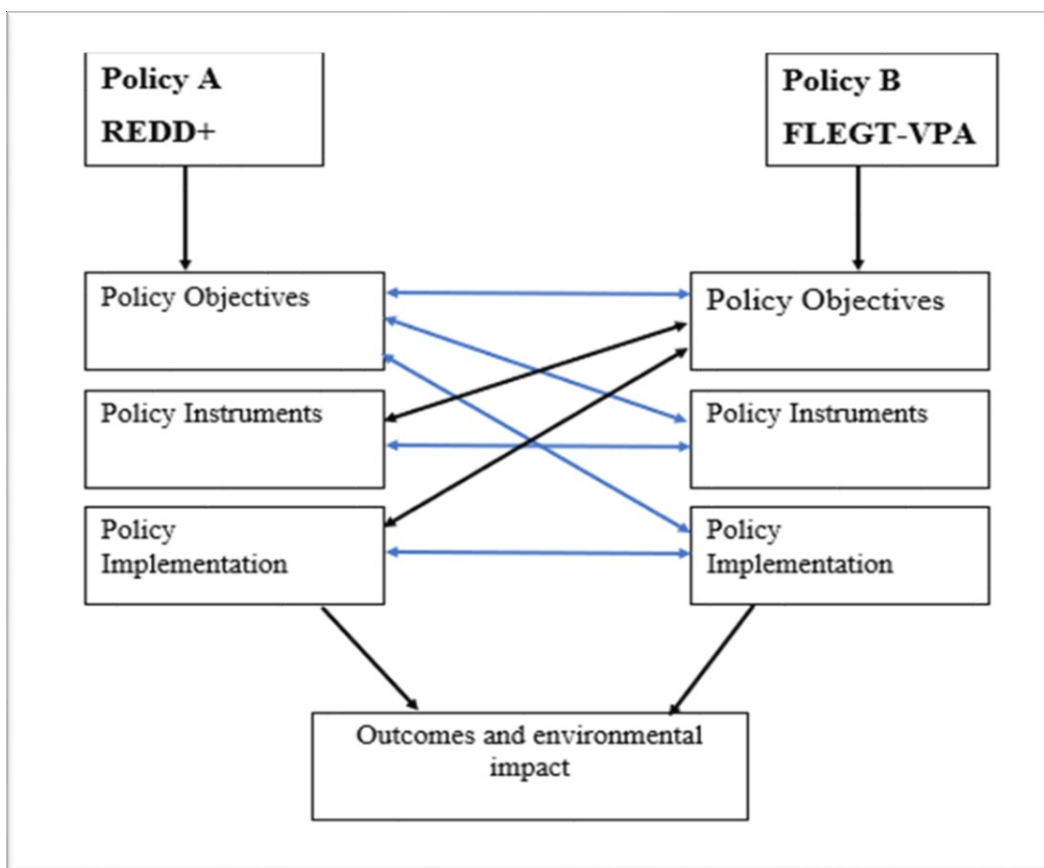 Policy A
REDD+
Policy B
FLEGT-VPA
Policy Objectives
Policy Objectives
Policy Instruments
Policy Instruments
Policy
Implementation
Policy
Implementation
Outcomes and environmental
impact